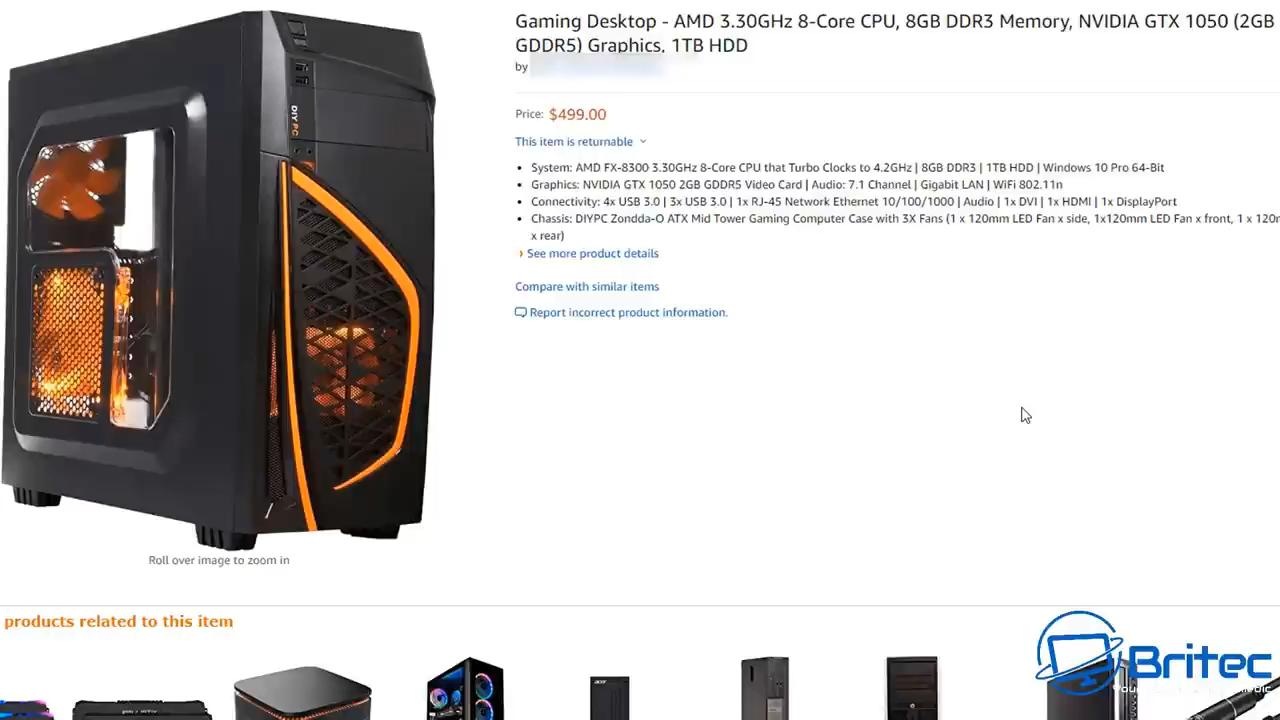 Gaming Desktop - AMD 3.30GHz 8-Core CPU, 8GB DDR3 Memory, NVIDIA GTX 1050 (2GB
GDDR5) Graphics, 1TB HDD
by
Price: $499.00
This item is returnable
System: AMD FX-8300 3.30GHz 8-Core CPU that Turbo Clocks to 4.2GHz | 8GB DDR3 | 1TB HDD | Windows 10 Pro 64-Bit
Graphics: NVIDIA GTX 1050 2GB GDDR5 Video Card | Audio: 7.1 Channel | Gigabit LAN | WiFi 802.11n
Connectivity: 4x USB 3.0 | 3x USB 3.0 | 1x RJ-45 Network Ethernet 10/100/1000 | Audio | 1x DVI | 1x HDMI | 1x DisplayPort
Chassis: DIYPC Zondda-O ATX Mid Tower Gaming Computer Case with 3X Fans (1 x 120mm LED Fan x side, 1x120mm LED Fan x front, 1 x 120m
x rear)
› See more product details
Compare with similar items
Report incorrect product information.
DIYPC
Roll over image to zoom in
products related to this item
acer
Britec